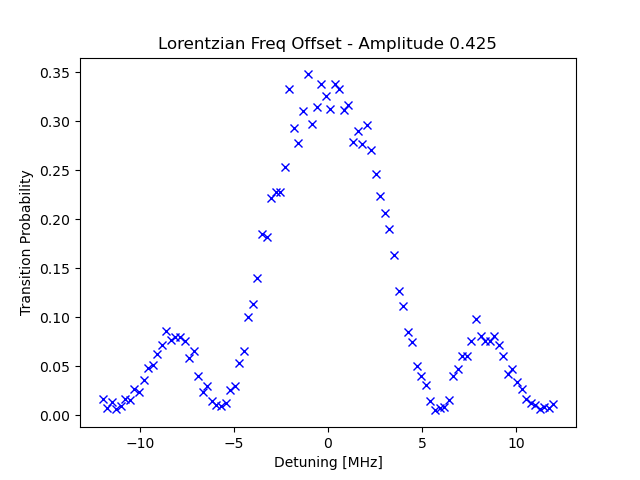 Lorentzian Freq Offset - Amplitude 0.425
Transition Probability
0.35
0.30
0.25
0.20
0.15
0.10
0.05
0.00
−10 −5 0 5 10
Detuning [MHz]